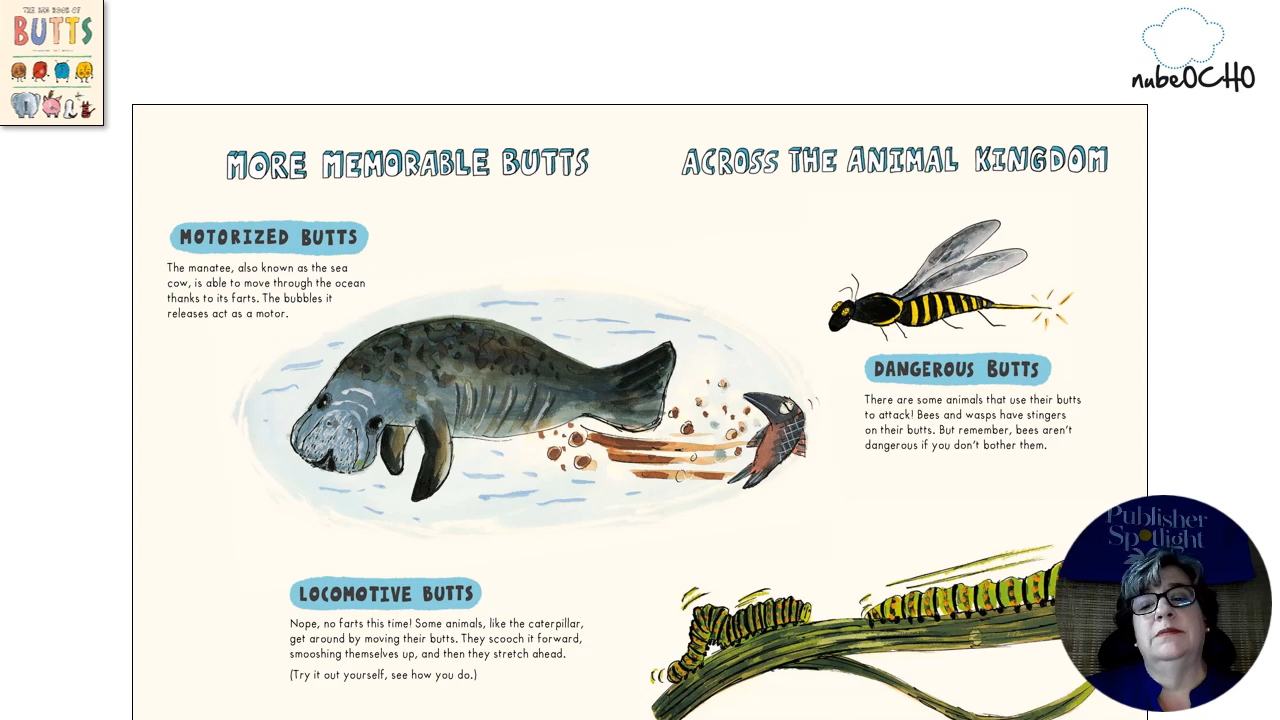 THE BIG BOOK OF
BUTTS
nubeOCHO
MORE MEMORABLE BUTTS
ACROSS THE ANIMAL KINGDOM
MOTORIZED BUTTS
The manatee, also known as the sea
cow, is able to move through the ocean
thanks to its farts. The bubbles it
releases act as a motor.
DANGEROUS BUTTS
There are some animals that use their butts
to attack! Bees and wasps have stingers
on their butts. But remember, bees aren't
dangerous if you don't bother them.
LOCOMOTIVE BUTTS
Nope, no farts this time! Some animals, like the caterpillar,
get around by moving their butts. They scooch it forward,
smooshing themselves up, and then they stretch ahead.
(Try it out yourself, see how you do.)
Publisher
Spotlight